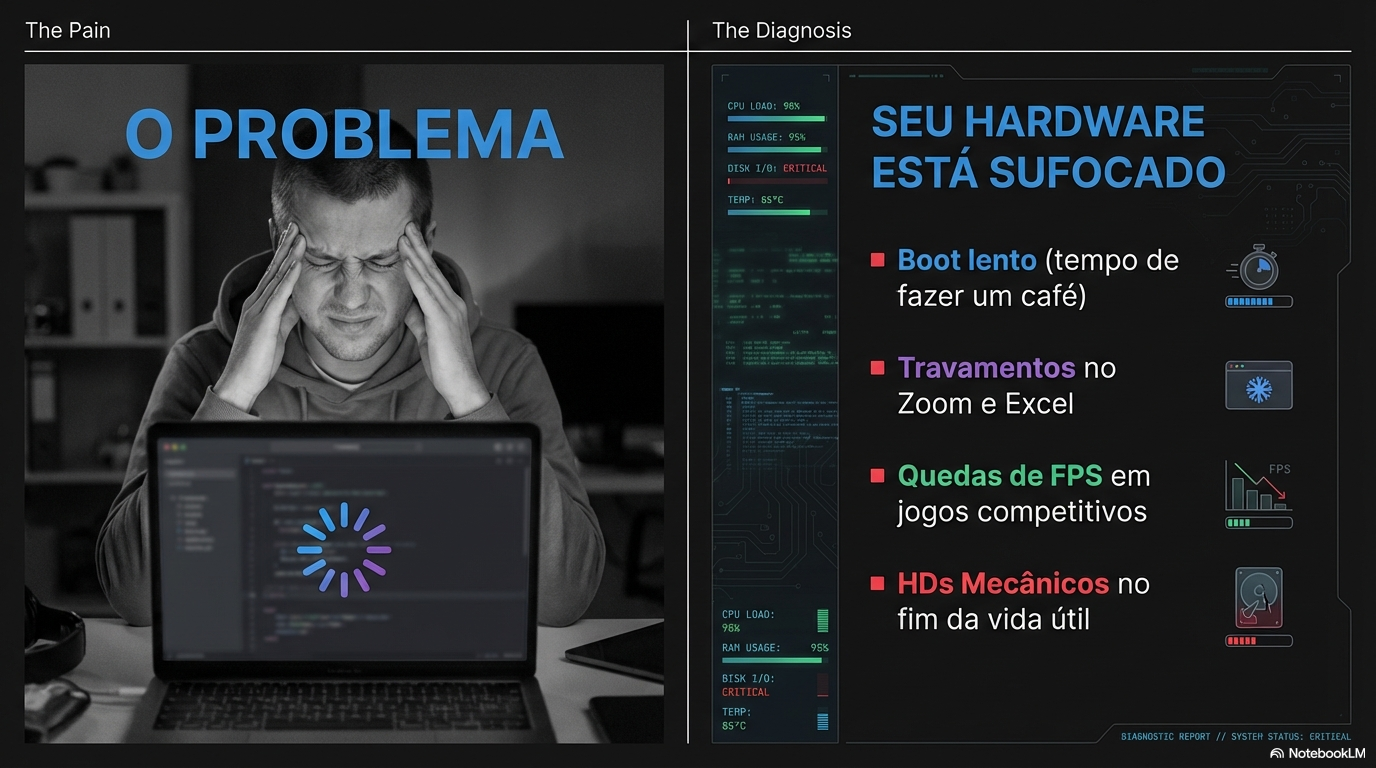 The Pain
O PROBLEMA
The Diagnosis
CPU LOAD: 98%
RAM USAGE: 95%
DISK I/O: ERITICAL
TEMP: 85°C
SEU HARDWARE
ESTÁ SUFOCADO
Boot lento (tempo de
fazer um café)
Travamentos no
Zoom e Excel
Quedas de FPS em
jogos competitivos
FPS
HDs Mecânicos no
fim da vida útil
CPU LOAD:
98%
RAM USAGE: 95%
BISK I/O:
CRITICAL
TEMP:
85°C
DIAGNOSTIC REPORT // SYSTEM STATUS: ERITIEAL
NotebookLM